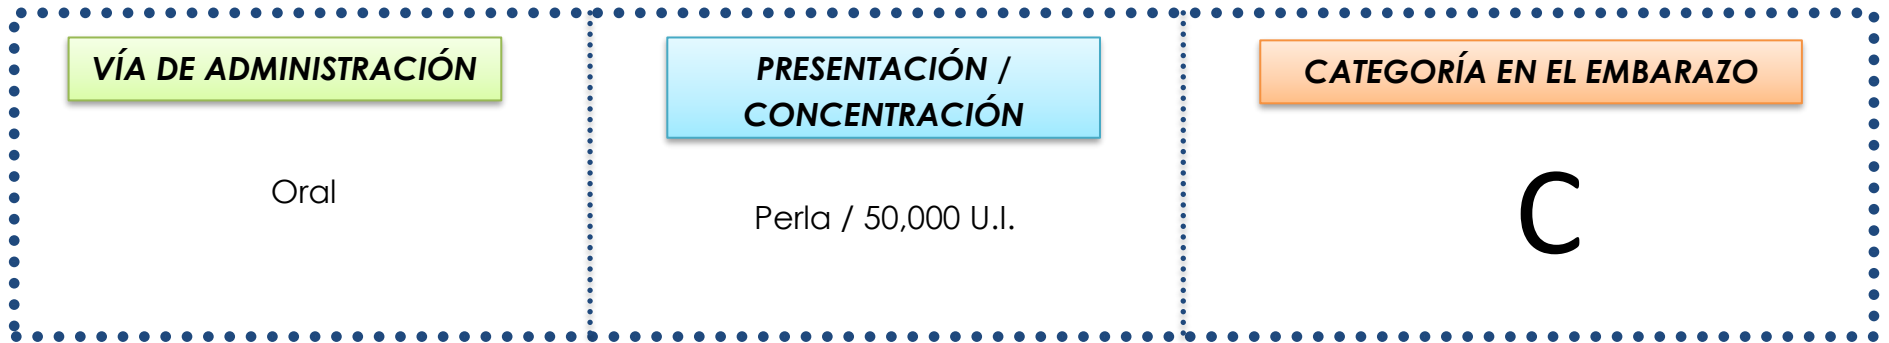 VÍA DE ADMINISTRACIÓN
Oral
PRESENTACIÓN /
CONCENTRACIÓN
Perla / 50,000 U.I.
CATEGORÍA EN EL EMBARAZO
C